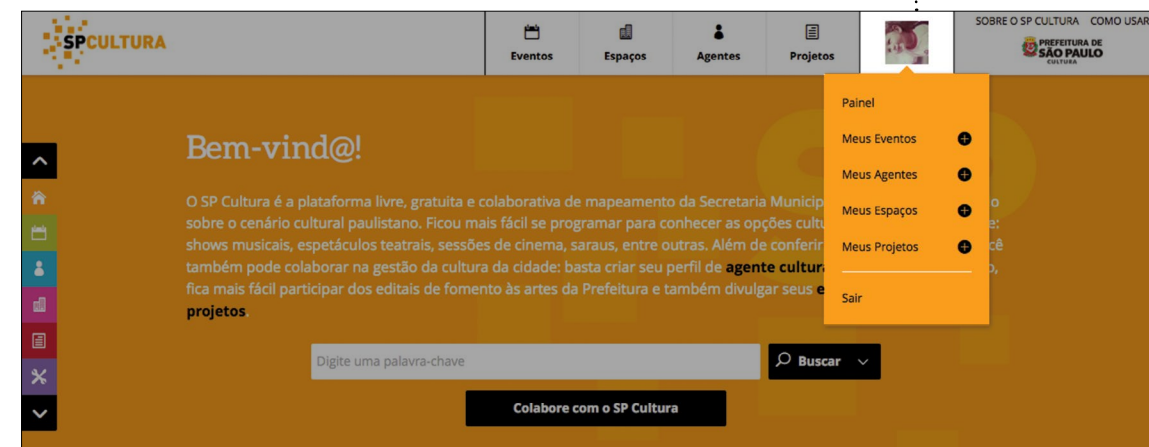 SPCULTURA
Eventos
Espaços
Agentes
Projetos
SOBRE O SP CULTURA COMO USAR
PREFEITURA DE
SÃO PAULO
CULTURA
Painel
Meus Eventos
Meus Agentes
Meus Espaços
Meus Projetos
Sair
Bem-vind@!
O SP Cultura é a plataforma livre, gratuita e colaborativa de mapeamento da Secretaria Municip o
sobre o cenário cultural paulistano. Ficou mais fácil se programar para conhecer as opções cultu e:
shows musicais, espetáculos teatrais, sessões de cinema, saraus, entre outras. Além de conferir cê
também pode colaborar na gestão da cultura da cidade: basta criar seu perfil de agente cultur o,
fica mais fácil participar dos editais de fomento às artes da Prefeitura e também divulgar seus e
projetos.
Digite uma palavra-chave
Buscar
Colabore com o SP Cultura